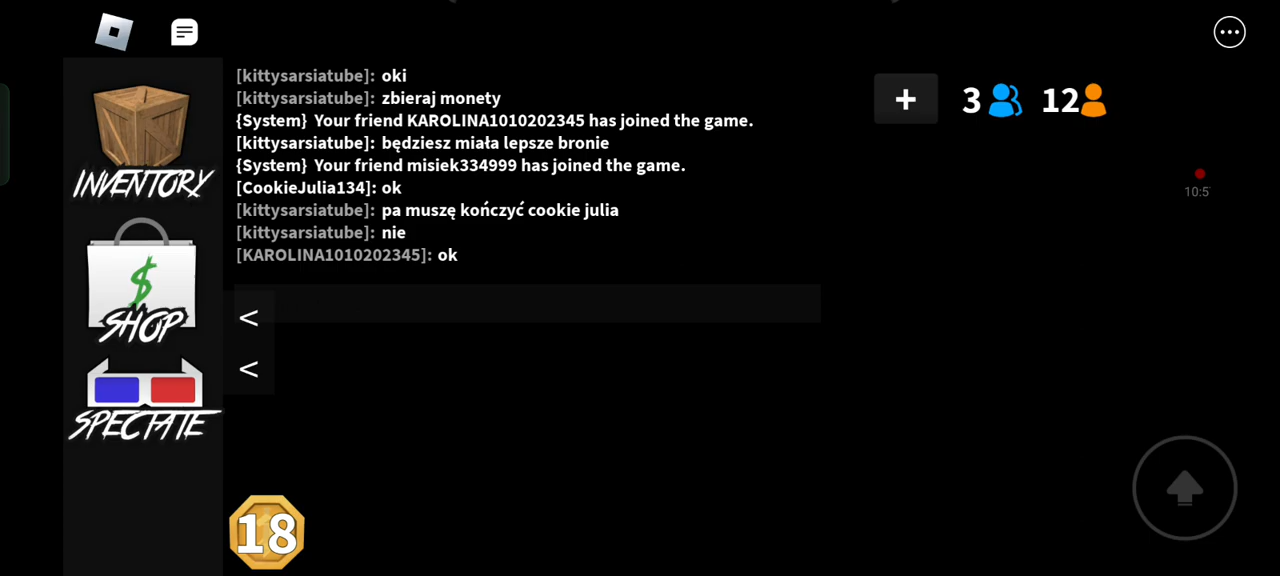 [kittysarsiatube]: oki
[kittysarsiatube]: zbieraj monety
{System} Your friend KAROLINA1010202345 has joined the game.
[kittysarsiatube]: będziesz miała lepsze bronie
{System} Your friend misiek334999 has joined the game.
[CookieJulia134]: ok
[kittysarsiatube]: pa muszę kończyć cookie julia
[kittysarsiatube]: nie
[KAROLINA1010202345]: ok
+ 3 12
10:5
INVENTORY
$
SHOP
<
<
SPECTATE
18